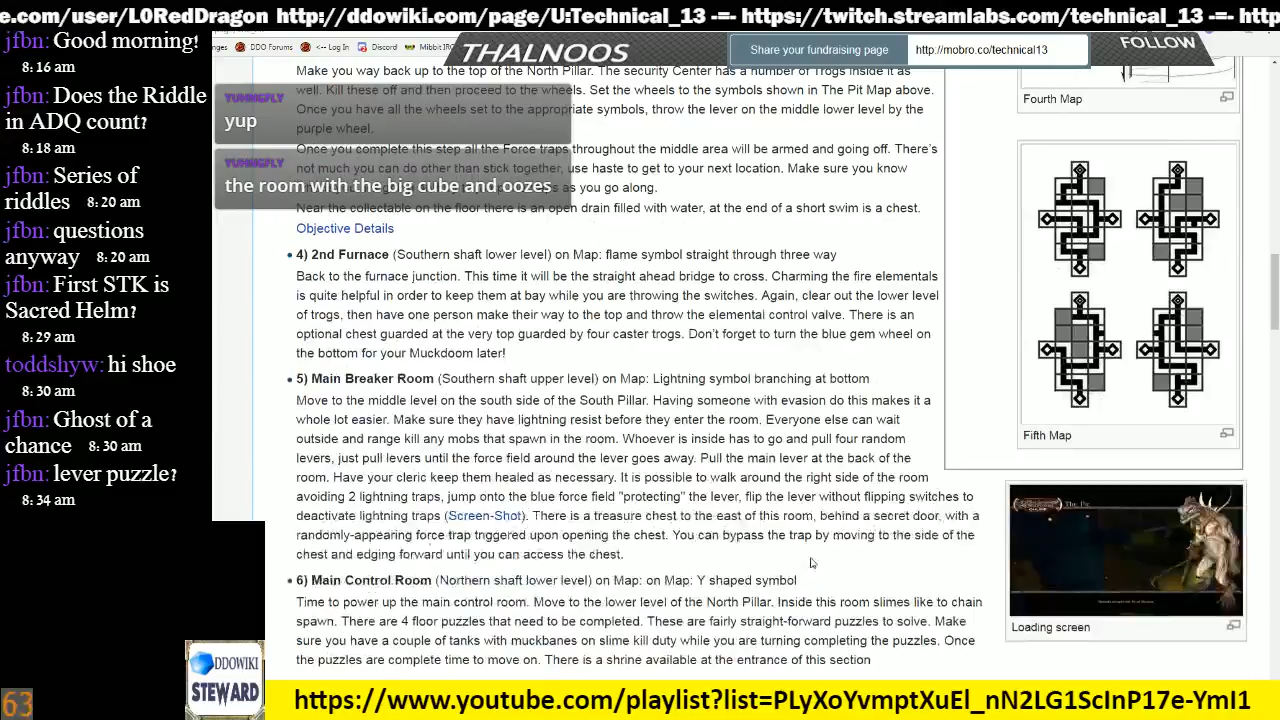 e.com/user/L0RedDragon http://ddowiki.com/page/U:Technical_13 -=- https://twitch.streamlabs.com/technical_13 -=- http
jfbn: Good morning!
8:16 am
jfbn: Does the Riddle
in ADQ count?
8:18 am
jfbn: Series of
riddles 8:20 am
jfbn: questions
anyway 8:20 am
jfbn: First STK is
Sacred Helm?
8:29 am
toddshyw: hi shoe
8:30 am
jfbn: Ghost of a
chance 8:30 am
jfbn: lever puzzle?
8:34 am
63
nges DDO Forums <-- Log In Discord Mibbit IR
THALNOOS
Share your fundraising page http://mobro.co/technical13
FOLLOW
YUHNGFLY
yup
YUHNGFLY
the room with the big cube and oozes
Make you way back up to the top of the North Pillar. The security Center has a number of Trogs inside it as
well. Kill these off and then proceed to the wheels. Set the wheels to the symbols shown in The Pit Map above.
Once you have all the wheels set to the appropriate symbols, throw the lever on the middle lower level by the
purple wheel.
Once you complete this step all the Force traps throughout the middle area will be armed and going off. There's
not much you can do other than stick together, use haste to get to your next location. Make sure you know
as you go along.
Near the collectable on the floor there is an open drain filled with water, at the end of a short swim is a chest.
Objective Details
4) 2nd Furnace (Southern shaft lower level) on Map: flame symbol straight through three way
Back to the furnace junction. This time it will be the straight ahead bridge to cross. Charming the fire elementals
is quite helpful in order to keep them at bay while you are throwing the switches. Again, clear out the lower level
of trogs, then have one person make their way to the top and throw the elemental control valve. There is an
optional chest guarded at the very top guarded by four caster trogs. Don't forget to turn the blue gem wheel on
the bottom for your Muckdoom later!
5) Main Breaker Room (Southern shaft upper level) on Map: Lightning symbol branching at bottom
Move to the middle level on the south side of the South Pillar. Having someone with evasion do this makes it a
whole lot easier. Make sure they have lightning resist before they enter the room. Everyone else can wait
outside and range kill any mobs that spawn in the room. Whoever is inside has to go and pull four random
levers, just pull levers until the force field around the lever goes away. Pull the main lever at the back of the
room. Have your cleric keep them healed as necessary. It is possible to walk around the right side of the room
avoiding 2 lightning traps, jump onto the blue force field "protecting" the lever, flip the lever without flipping switches to
deactivate lightning traps (Screen-Shot). There is a treasure chest to the east of this room, behind a secret door, with a
randomly-appearing force trap triggered upon opening the chest. You can bypass the trap by moving to the side of the
chest and edging forward until you can access the chest.
6) Main Control Room (Northern shaft lower level) on Map: on Map: Y shaped symbol
Time to power up the main control room. Move to the lower level of the North Pillar. Inside this room slimes like to chain
spawn. There are 4 floor puzzles that need to be completed. These are fairly straight-forward puzzles to solve. Make
sure you have a couple of tanks with muckbanes on slime kill duty while you are turning completing the puzzles. Once
the puzzles are complete time to move on. There is a shrine available at the entrance of this section
Fourth Map
Fifth Map
The Pit
Loading screen
DDOWIKI
STEWARD
https://www.youtube.com/playlist?list=PLyXoYvmptXuEl_nN2LG1ScInP17e-YmI1